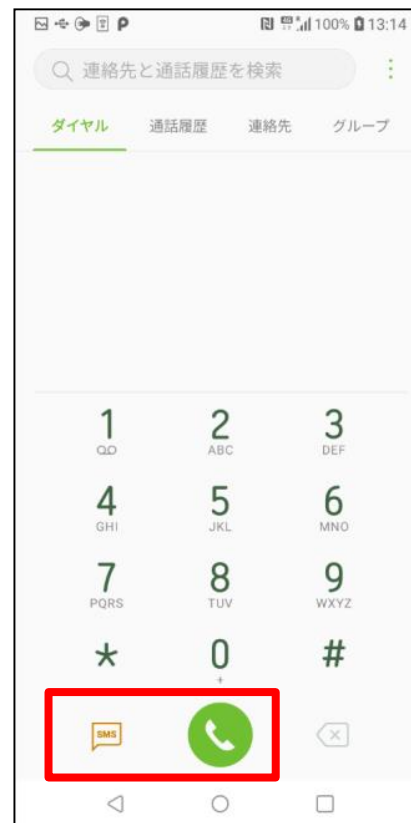 100% 13:14
連絡先と通話履歴を検索
ダイヤル 通話履歴 連絡先 グループ
1 2 3
ABC DEF
4 5 6
GHI JKL MNO
7 8 9
PQRS TUV WXYZ
* 0 #
+
SMS